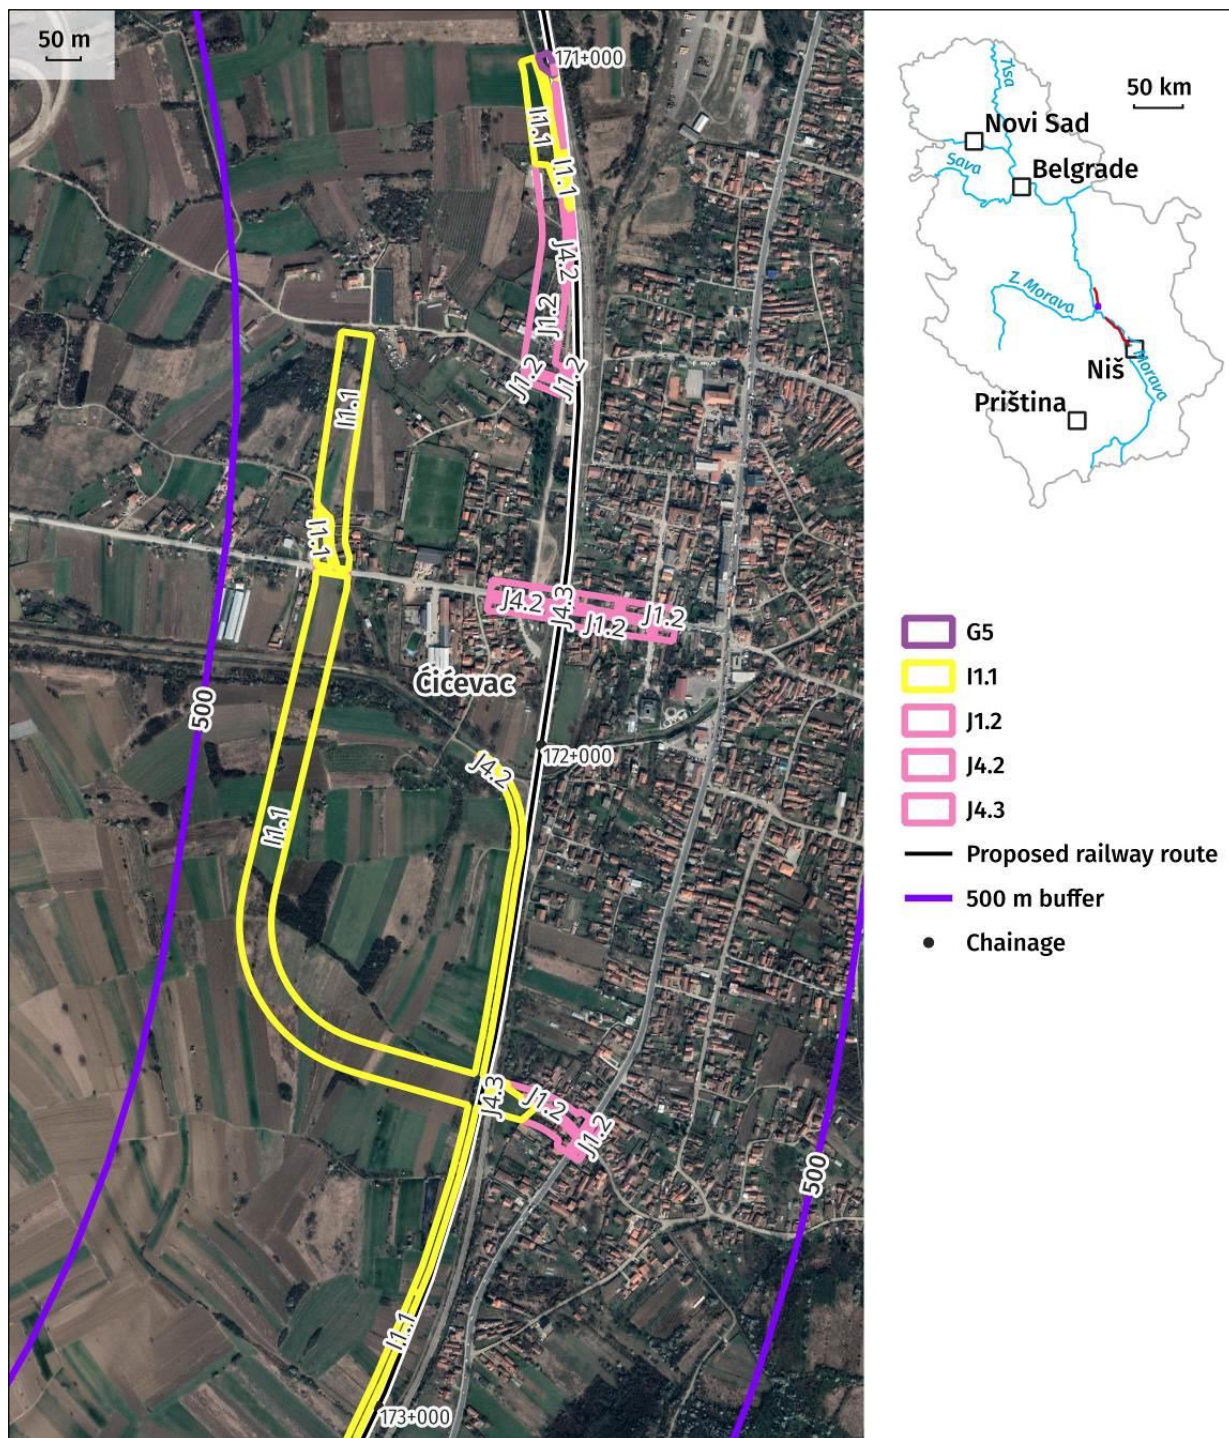 50 m
171+000
I1.1
I1.1
J4.2
J1.2
J1.2
J1.2
I1.1
I1.1
J4.2
J4.3
J1.2
J1.2
Ćićevac
500
172+000
J4.2
I1.1
J4.3
J1.2
J1.2
500
I1.1
173+000
Tisa
50 km
Novi Sad
Sava
Belgrade
Z. Morava
Niš
Morava
Priština
G5
I1.1
J1.2
J4.2
J4.3
Proposed railway route
500 m buffer
Chainage